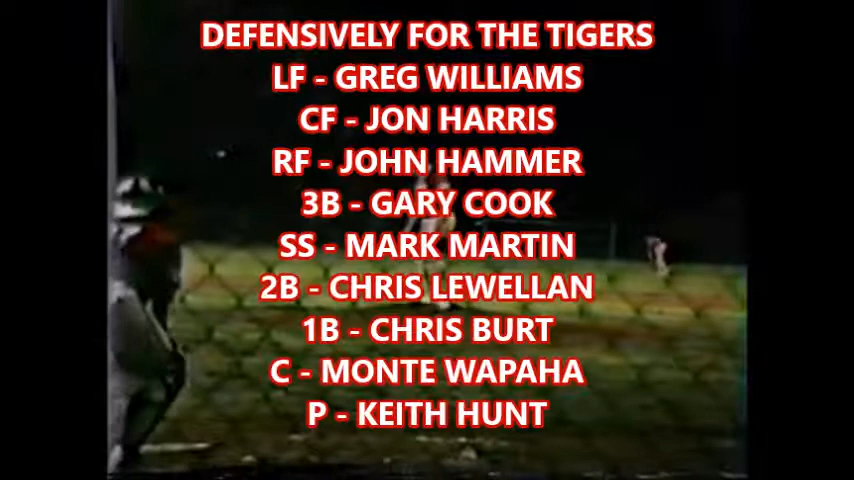 DEFENSIVELY FOR THE TIGERS
LF - GREG WILLIAMS
CF - JON HARRIS
RF - JOHN HAMMER
3B - GARY COOK
SS - MARK MARTIN
2B - CHRIS LEWELLAN
1B - CHRIS BURT
C - MONTE WAPAHA
P - KEITH HUNT